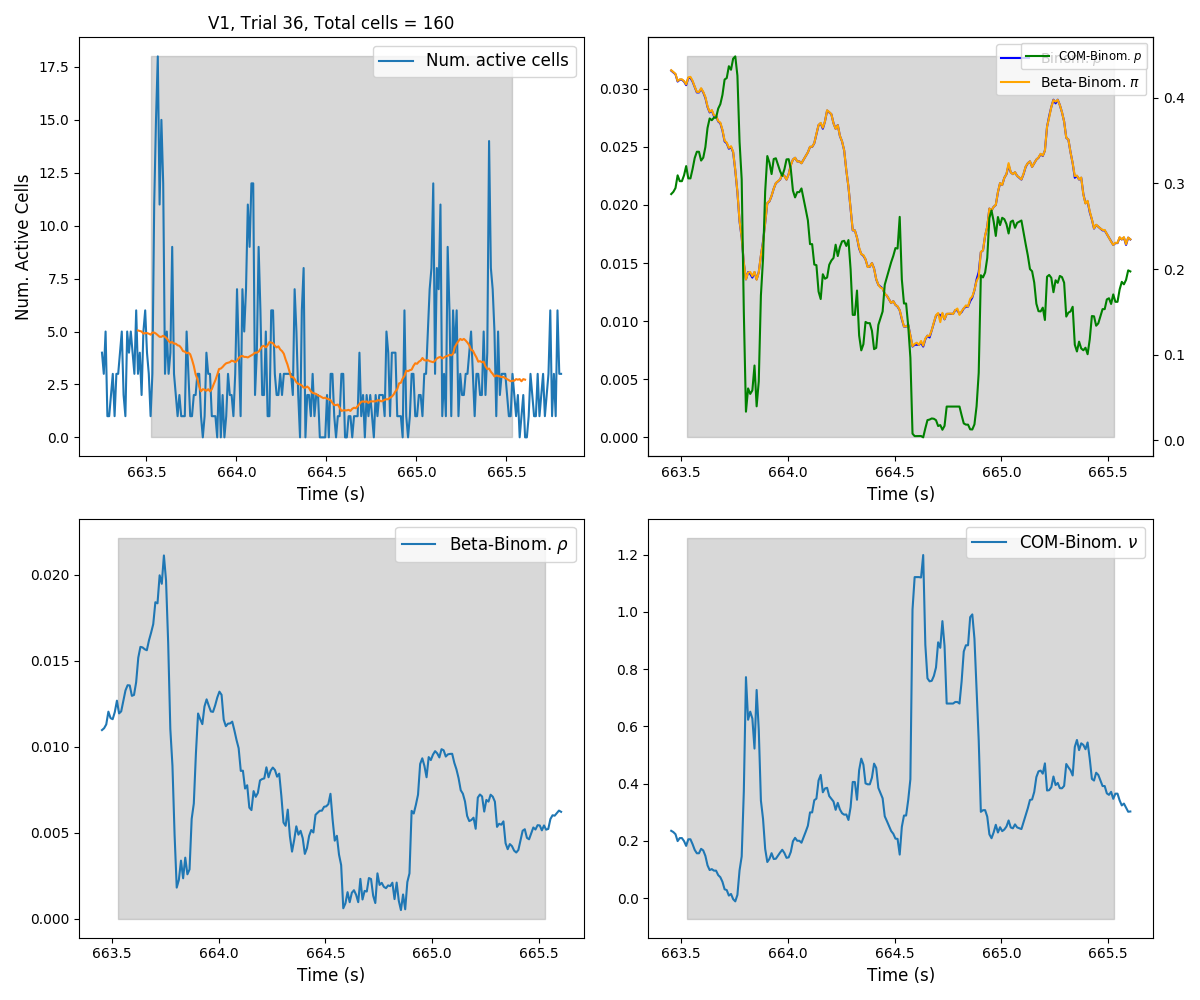 V1, Trial 36, Total cells = 160
Num. active cells
17.5
15.0
12.5
10.0
7.5
5.0
2.5
0.0
Num. Active Cells
663.5 664.0 664.5 665.0 665.5
Time (s)
COM-Binom. p
Beta-Binom. π
0.030
0.025
0.020
0.015
0.010
0.005
0.000
0.4
0.3
0.2
0.1
0.0
663.5 664.0 664.5 665.0 665.5
Time (s)
Beta-Binom. ρ
0.020
0.015
0.010
0.005
0.000
663.5 664.0 664.5 665.0 665.5
Time (s)
COM-Binom. ν
1.2
1.0
0.8
0.6
0.4
0.2
0.0
663.5 664.0 664.5 665.0 665.5
Time (s)